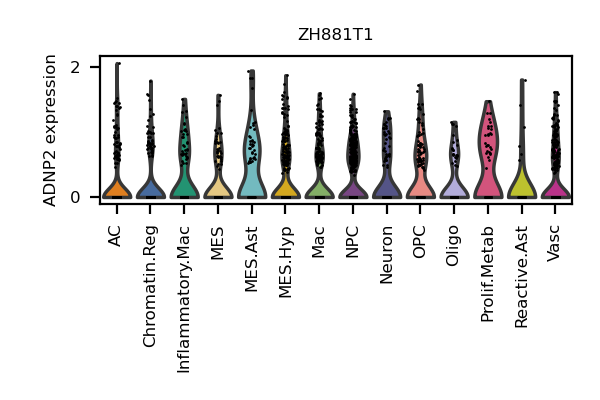 ZH881T1
ADNP2 expression
2
0
AC
Chromatin.Reg
Inflammatory.Mac
MES
MES.Ast
MES.Hyp
Mac
NPC
Neuron
OPC
Oligo
Prolif.Metab
Reactive.Ast
Vasc